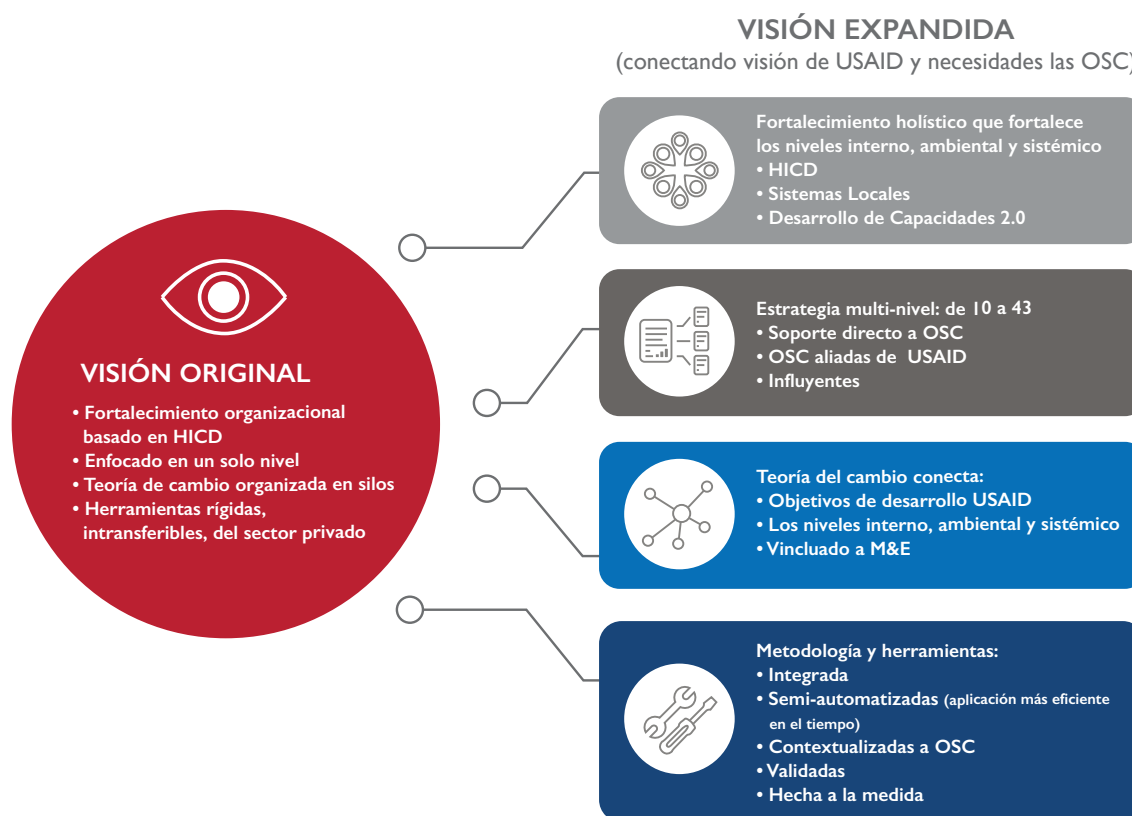 VISIÓN EXPANDIDA
(conectando visión de USAID y necesidades las OSC)
VISIÓN ORIGINAL
• Fortalecimiento organizacional
basado en HICD
• Enfocado en un solo nivel
• Teoría de cambio organizada en silos
• Herramientas rígidas,
intransferibles, del sector privado
Fortalecimiento holístico que fortalece
los niveles interno, ambiental y sistémico
• HICD
• Sistemas Locales
• Desarrollo de Capacidades 2.0
Estrategia multi-nivel: de 10 a 43
• Soporte directo a OSC
• OSC aliadas de USAID
• Influyentes
Teoría del cambio conecta:
• Objetivos de desarrollo USAID
• Los niveles interno, ambiental y sistémico
• Vincluado a M&E
Metodología y herramientas:
• Integrada
• Semi-automatizadas (aplicación más eficiente
en el tiempo)
• Contextualizadas a OSC
• Validadas
• Hecha a la medida